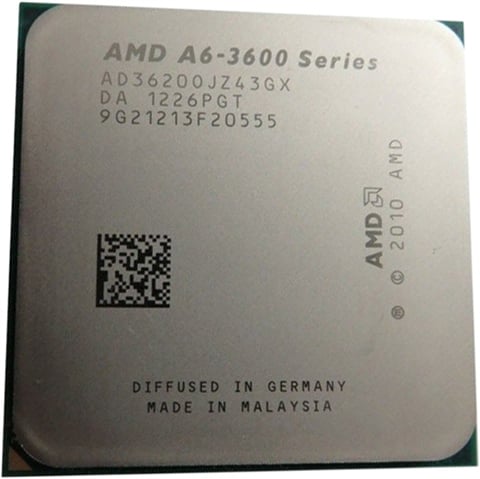 AMD A6-3600 Series
AD3620OJZ43GX
DA 1226PGT
9G21213F20555
AMD
® © 2010 AMD
DIFFUSED IN GERMANY
MADE IN MALAYSIA